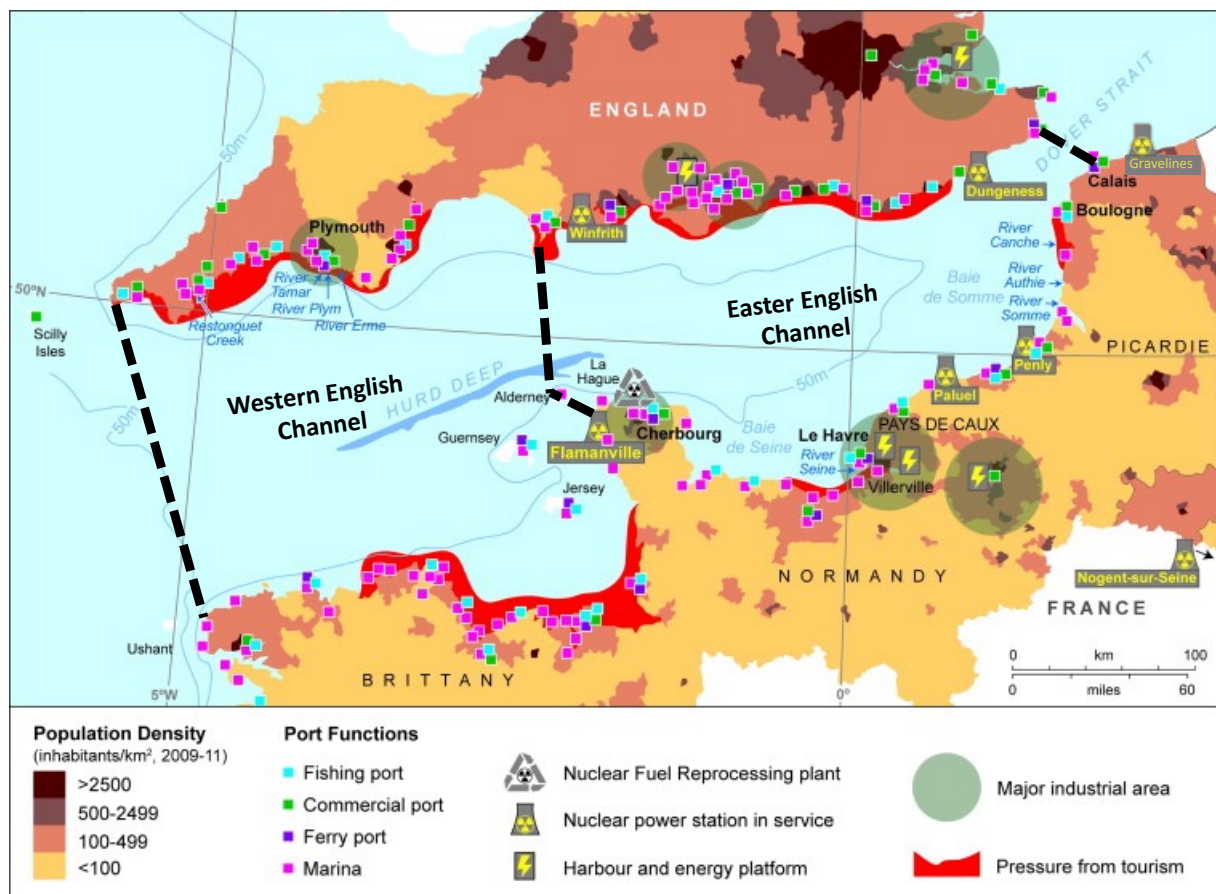 ENGLAND
50m
DOVER STRAIT
Gravelines
Calais
Dungeness
Boulogne
Plymouth
Winfrith
River
Canche
River
Tamar
River Plym
River Erme
50°N
Restonguet
Creek
Scilly
Isles
Baie
de Somme
River
Authie
River
Somme
Easter English
Channel
PICARDIE
Penly
50m
La
Hague
HURD DEEP
Western English
Channel
Alderney
50m
Paluel
PAYS DE CAUX
Guernsey
Flamanville
Cherbourg
Baie
de Seine
Le Havre
River
Seine
Villerville
Jersey
NORMANDY
Nogent-sur-Seine
FRANCE
Ushant
BRITTANY
5°W
0°
0 km 100
0 miles 60
Population Density
(inhabitants/km², 2009-11)
>2500
500-2499
100-499
<100
Port Functions
Fishing port
Commercial port
Ferry port
Marina
Nuclear Fuel Reprocessing plant
Nuclear power station in service
Harbour and energy platform
Major industrial area
Pressure from tourism